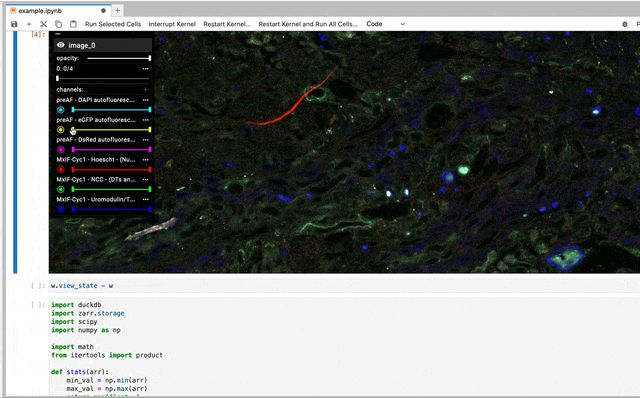 example.ipynb
Run Selected Cells Interrupt Kernel Restart Kernel... Restart Kernel and Run All Cells... Code
[4]:
image_0
opacity:
0: 0/4
channels:
preAF - DAPI autofluoresc...
preAF - eGFP autofluoresc...
preAF - DsRed autofluores...
MxIF-Cyc1 - Hoescht - (Nu...
MxIF-Cyc1 - NCC - (DTs an...
MxIF-Cyc1 - Uromodulin/T...
[ ]: w.view_state = w
[ ]: import duckdb
import zarr.storage
import scipy
import numpy as np
import math
from itertools import product
def stats(arr):
min_val = np.min(arr)
max_val = np.max(arr)